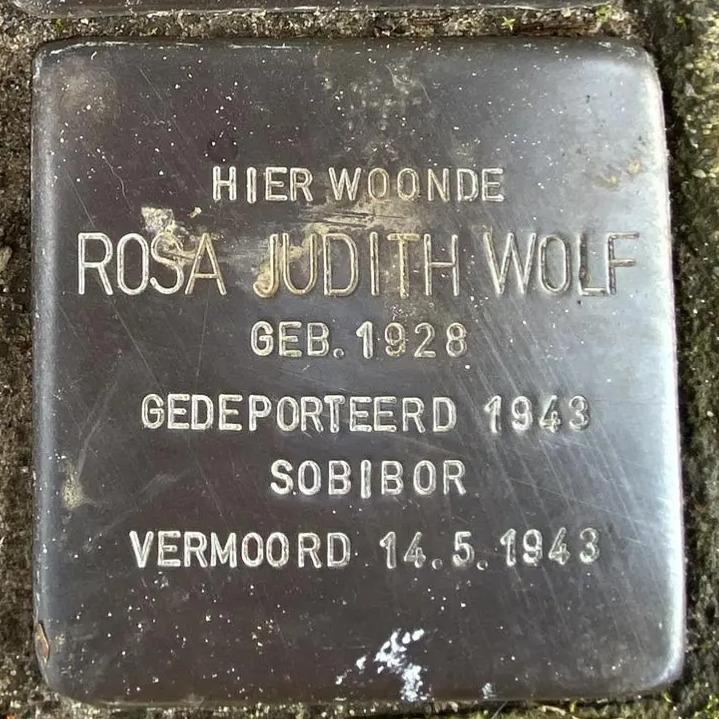 HIER WOONDE
ROSA JUDITH WOLF
GEB. 1928
GEDEPORTEERD 1943
SOBIBOR
VERMOORD 14.5.1943